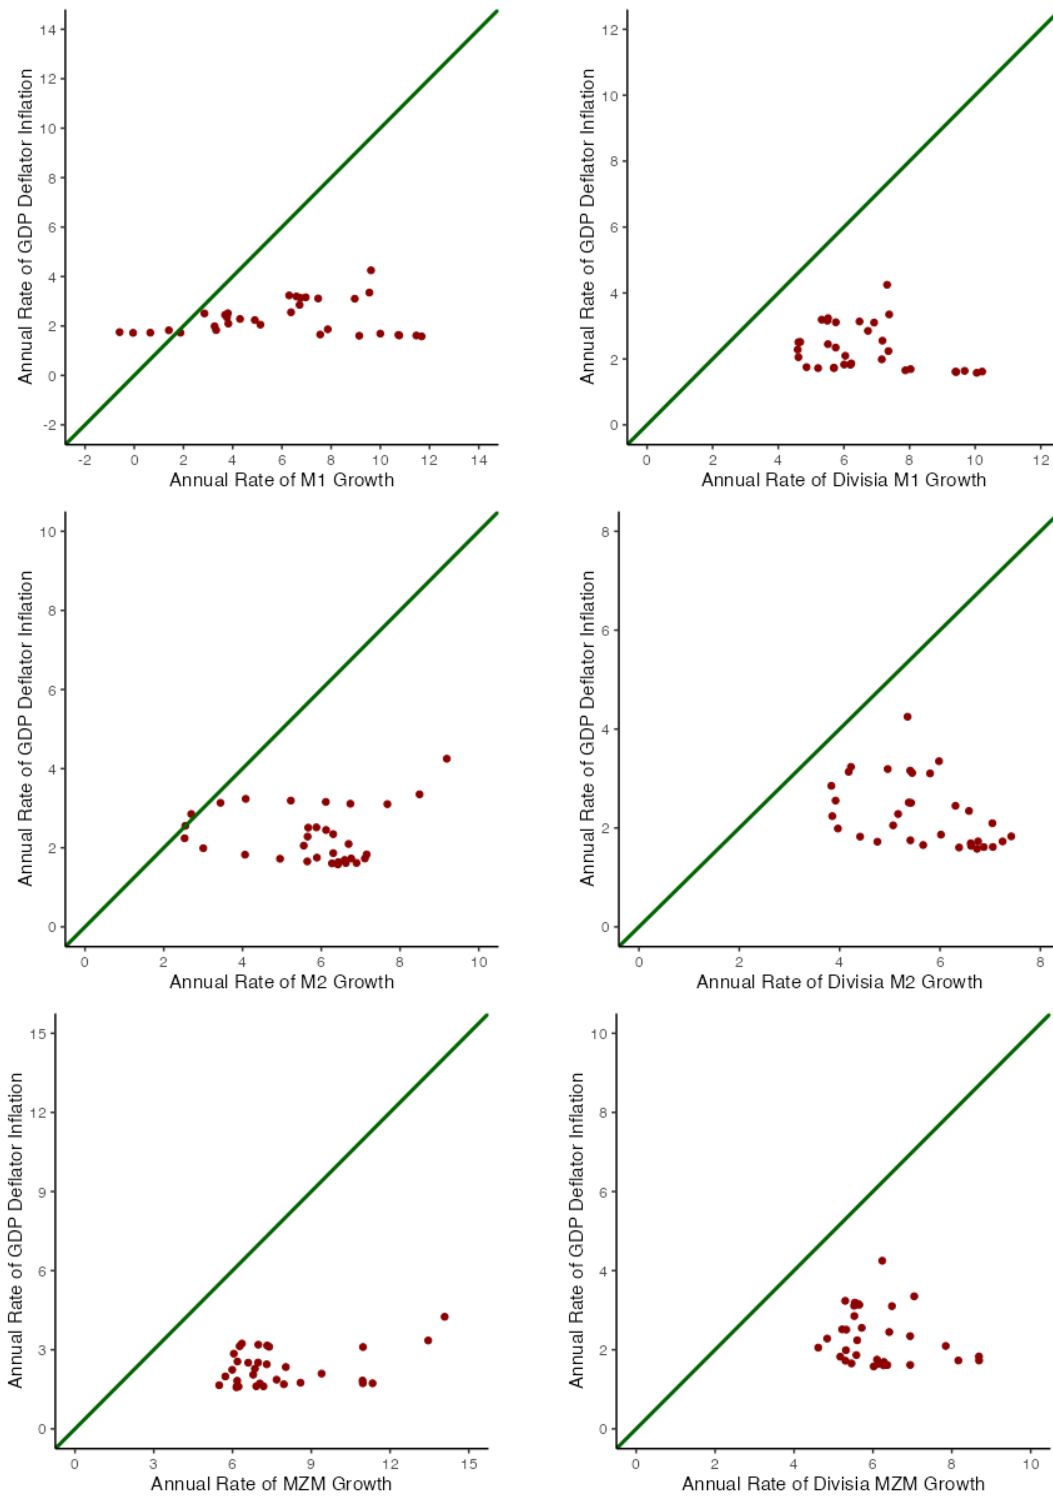 Annual Rate of GDP Deflator Inflation
14
12
10
8
6
4
2
0
-2
-2 0 2 4 6 8 10 12 14
Annual Rate of M1 Growth
Annual Rate of GDP Deflator Inflation
12
10
8
6
4
2
0
0 2 4 6 8 10 12
Annual Rate of Divisia M1 Growth
Annual Rate of GDP Deflator Inflation
10
8
6
4
2
0
0 2 4 6 8 10
Annual Rate of M2 Growth
Annual Rate of GDP Deflator Inflation
8
6
4
2
0
0 2 4 6 8
Annual Rate of Divisia M2 Growth
Annual Rate of GDP Deflator Inflation
15
12
9
6
3
0
0 3 6 9 12 15
Annual Rate of MZM Growth
Annual Rate of GDP Deflator Inflation
10
8
6
4
2
0
0 2 4 6 8 10
Annual Rate of Divisia MZM Growth